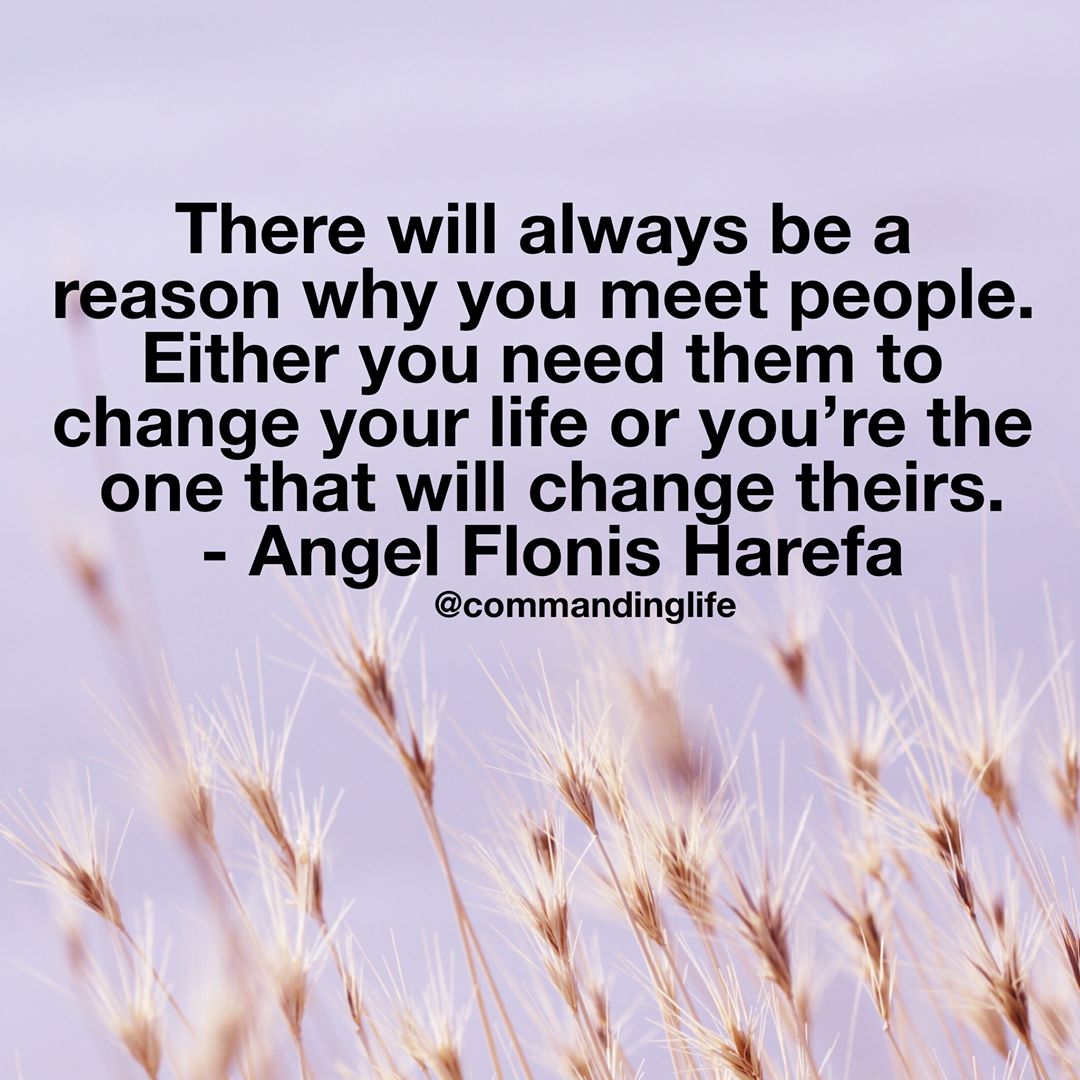 There will always be a
reason why you meet people.
Either you need them to
change your life or you’re the
one that will change theirs.
- Angel Flonis Harefa
@commandinglife